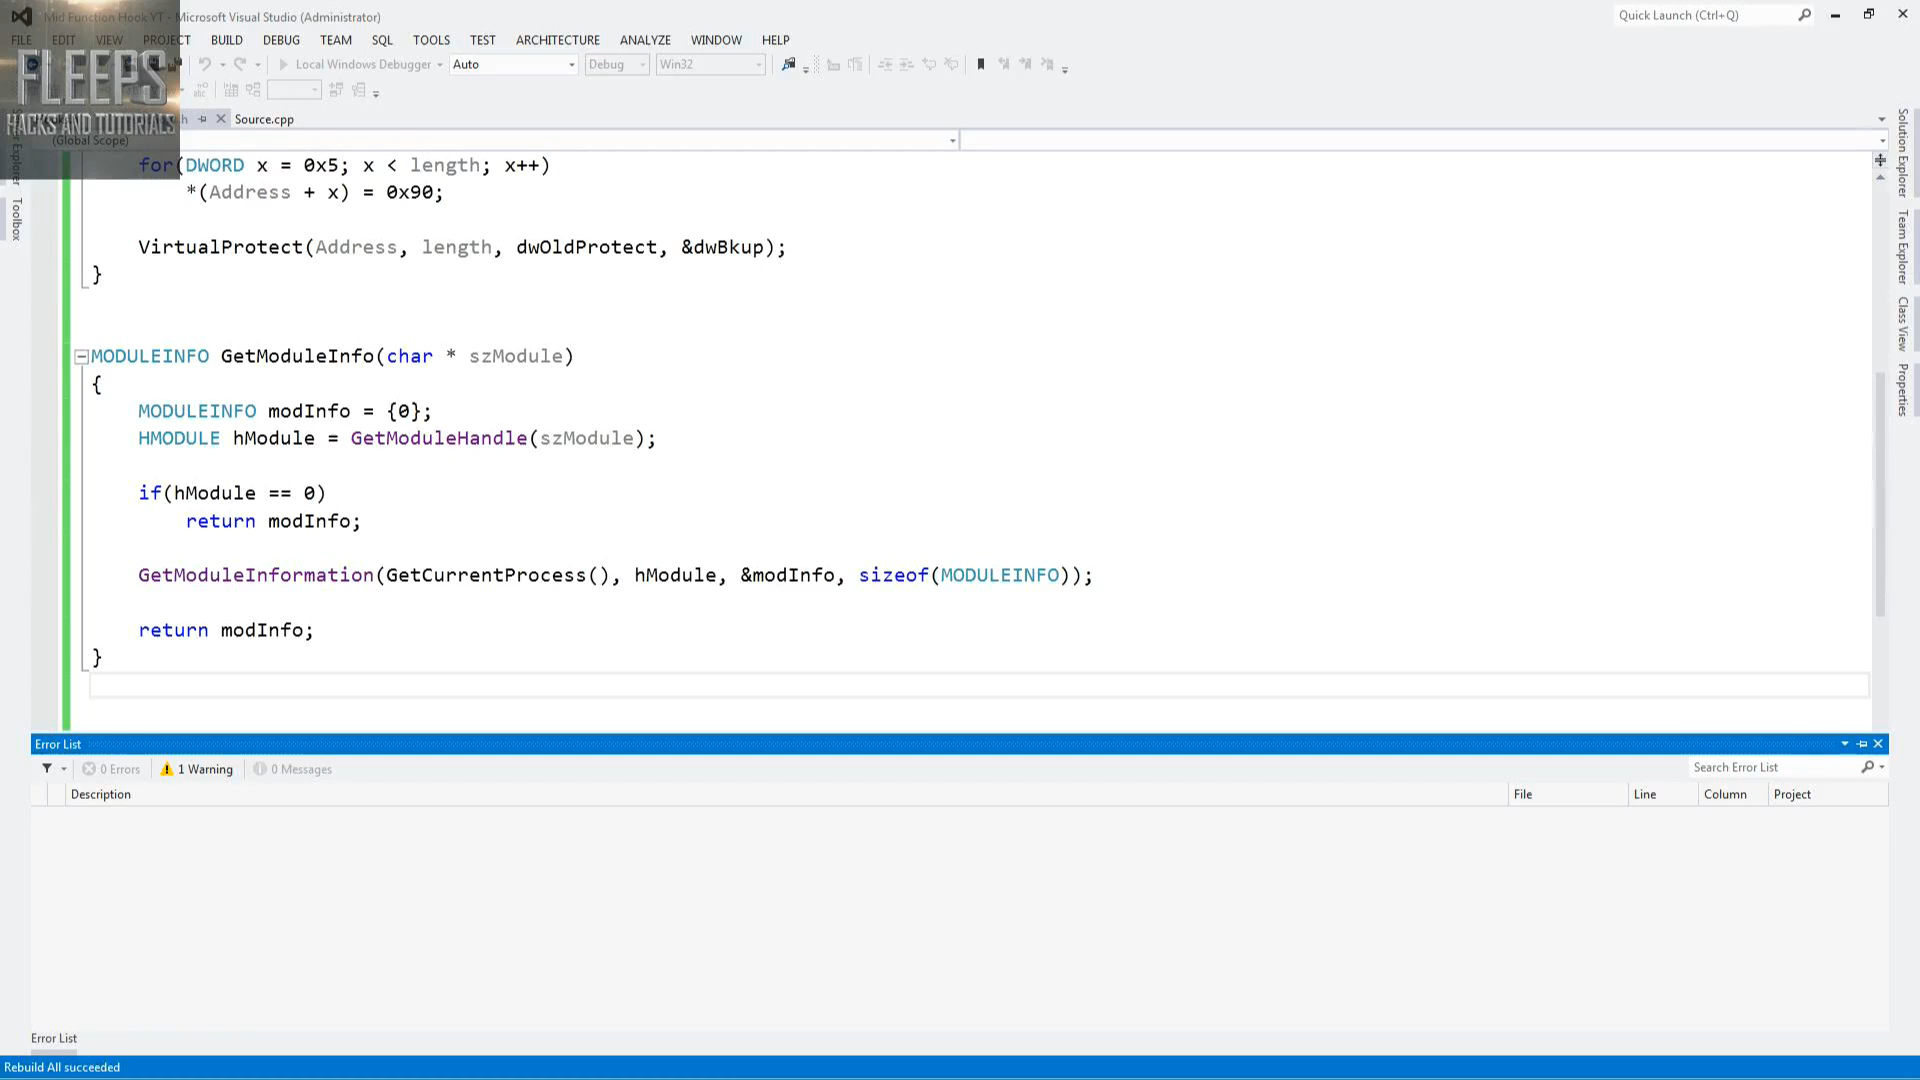 Mid Function Hook YT - Microsoft Visual Studio (Administrator)
Quick Launch (Ctrl+Q)
FILE EDIT VIEW PROJECT BUILD DEBUG TEAM SQL TOOLS TEST ARCHITECTURE ANALYZE WINDOW HELP
FLEEPS
HACKS AND TUTORIALS
Local Windows Debugger Auto Debug Win32
Source.cpp
(Global Scope)
for(DWORD x = 0x5; x < length; x++)
*(Address + x) = 0x90;
VirtualProtect(Address, length, dwOldProtect, &dwBkup);
}
MODULEINFO GetModuleInfo(char * szModule)
{
MODULEINFO modInfo = {0};
HMODULE hModule = GetModuleHandle(szModule);
if(hModule == 0)
return modInfo;
GetModuleInformation(GetCurrentProcess(), hModule, &modInfo, sizeof(MODULEINFO));
return modInfo;
}
Toolbox
Solution Explorer
Team Explorer
Class View
Properties
Error List
0 Errors 1 Warning 0 Messages
Search Error List
Description File Line Column Project
Error List
Rebuild All succeeded